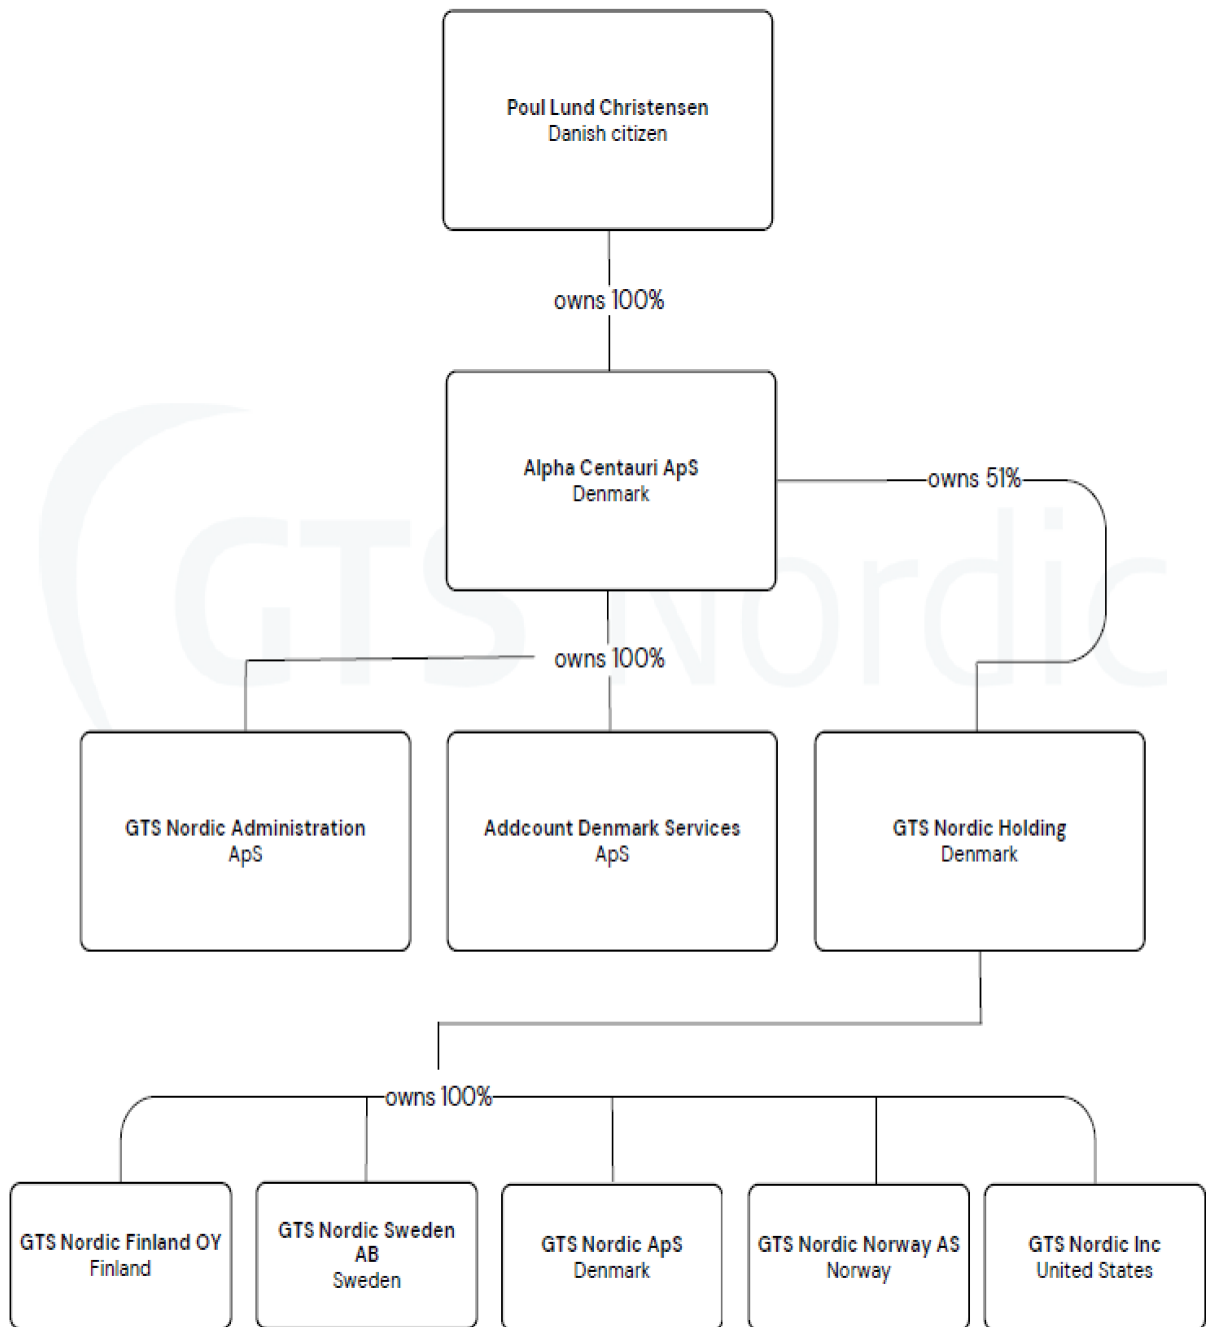 Poul Lund Christensen
Danish citizen
owns 100%
Alpha Centauri ApS
Denmark
owns 51%
GTS Nordic
owns 100%
GTS Nordic Administration
ApS
Addcount Denmark Services
ApS
GTS Nordic Holding
Denmark
owns 100%
GTS Nordic Finland OY
Finland
GTS Nordic Sweden
AB
Sweden
GTS Nordic ApS
Denmark
GTS Nordic Norway AS
Norway
GTS Nordic Inc
United States